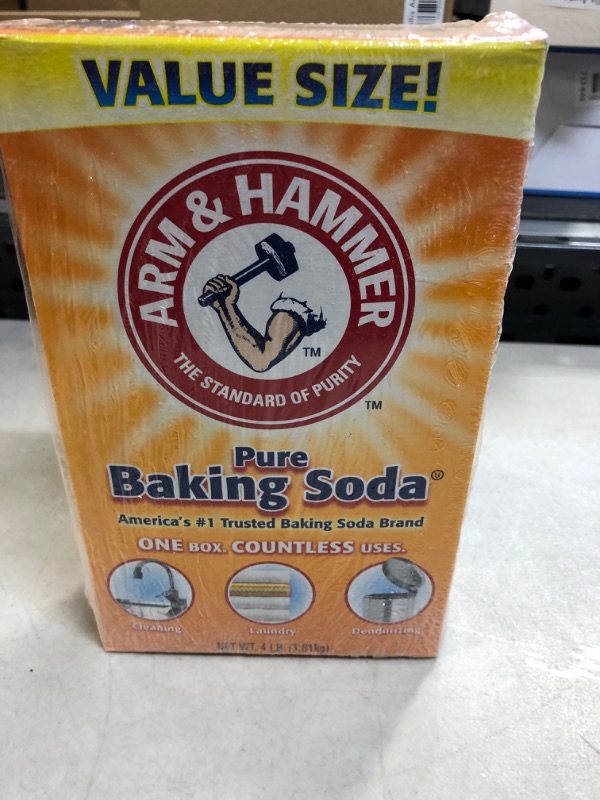 VALUE SIZE!
ARM & HAMMER
TM
THE STANDARD OF PURITY
TM
Pure
Baking Soda®
America's #1 Trusted Baking Soda Brand
ONE BOX. COUNTLESS USES.
Cleaning Laundry Deodorizing
NET WT. 4 LB. (1.81kg)